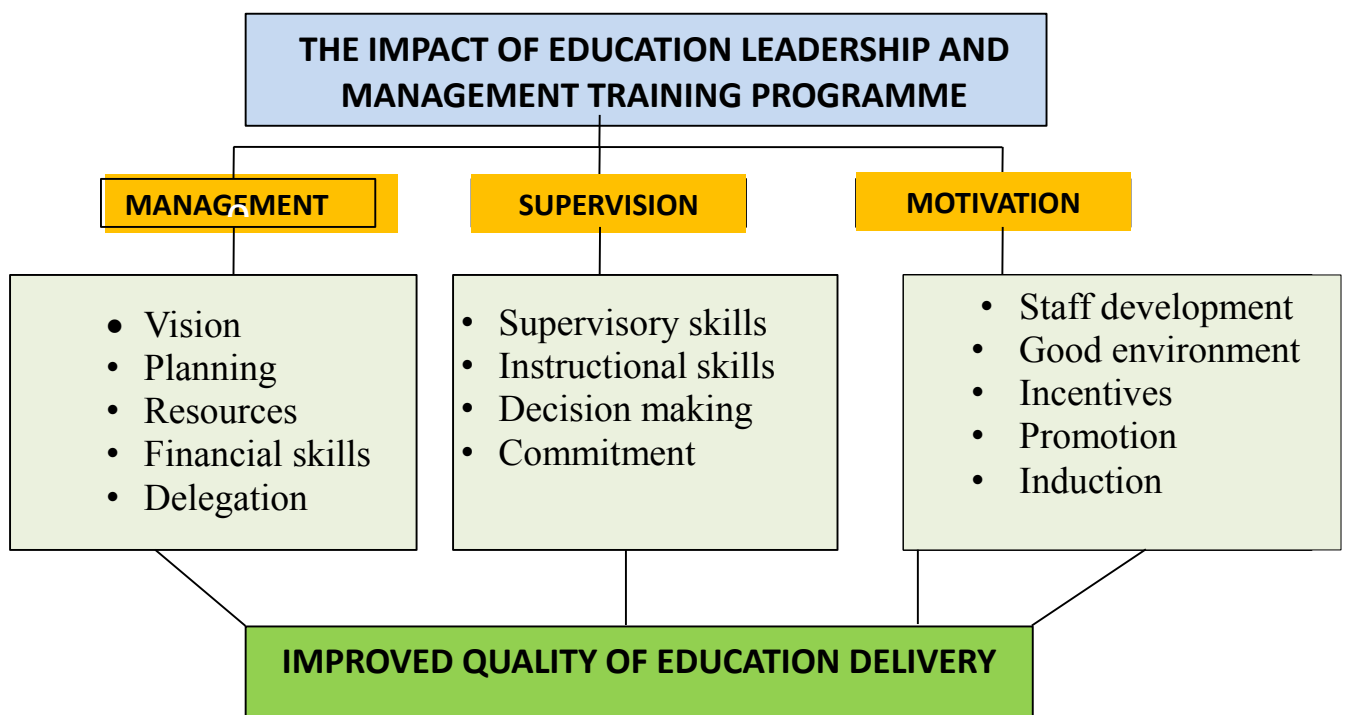 THE IMPACT OF EDUCATION LEADERSHIP AND
MANAGEMENT TRAINING PROGRAMME
MANAGEMENT
SUPERVISION
MOTIVATION
• Vision
• Planning
• Resources
• Financial skills
• Delegation
• Supervisory skills
• Instructional skills
• Decision making
• Commitment
• Staff development
• Good environment
• Incentives
• Promotion
• Induction
IMPROVED QUALITY OF EDUCATION DELIVERY